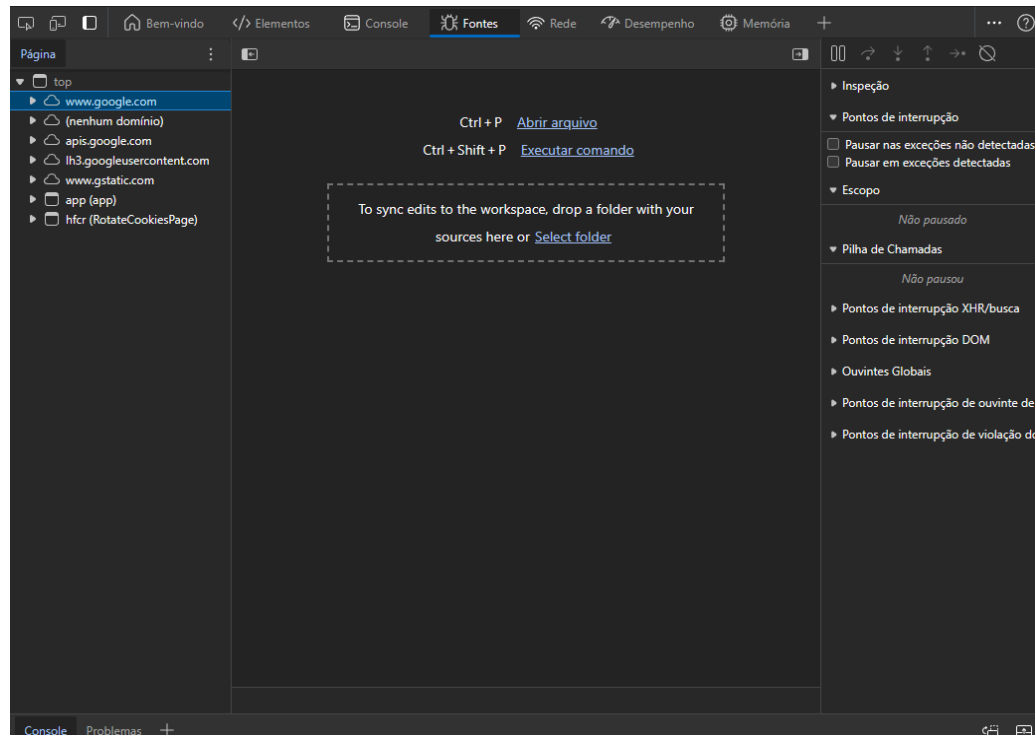 Bem-vindo
</> Elementos
Console
Fontes
Rede
Desempenho
Memória
Página
top
www.google.com
(nenhum domínio)
apis.google.com
lh3.googleusercontent.com
www.gstatic.com
app (app)
hfcr (RotateCookiesPage)
Ctrl + P Abrir arquivo
Ctrl + Shift + P Executar comando
To sync edits to the workspace, drop a folder with your
sources here or Select folder
Inspeção
Pontos de interrupção
Pausar nas exceções não detectadas
Pausar em exceções detectadas
Escopo
Não pausado
Pilha de Chamadas
Não pausou
Pontos de interrupção XHR/busca
Pontos de interrupção DOM
Ouvintes Globais
Pontos de interrupção de ouvinte de
Pontos de interrupção de violação do
Console Problemas